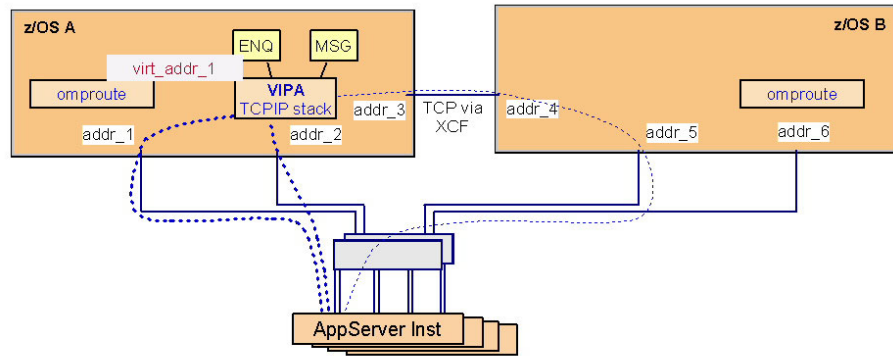 z/OS A
z/OS B
ENQ
MSG
virt_addr_1
VIPA
TCPIP stack
omproute
omproute
addr_3
TCP via
XCF
addr_4
addr_1
addr_2
addr_5
addr_6
AppServer Inst